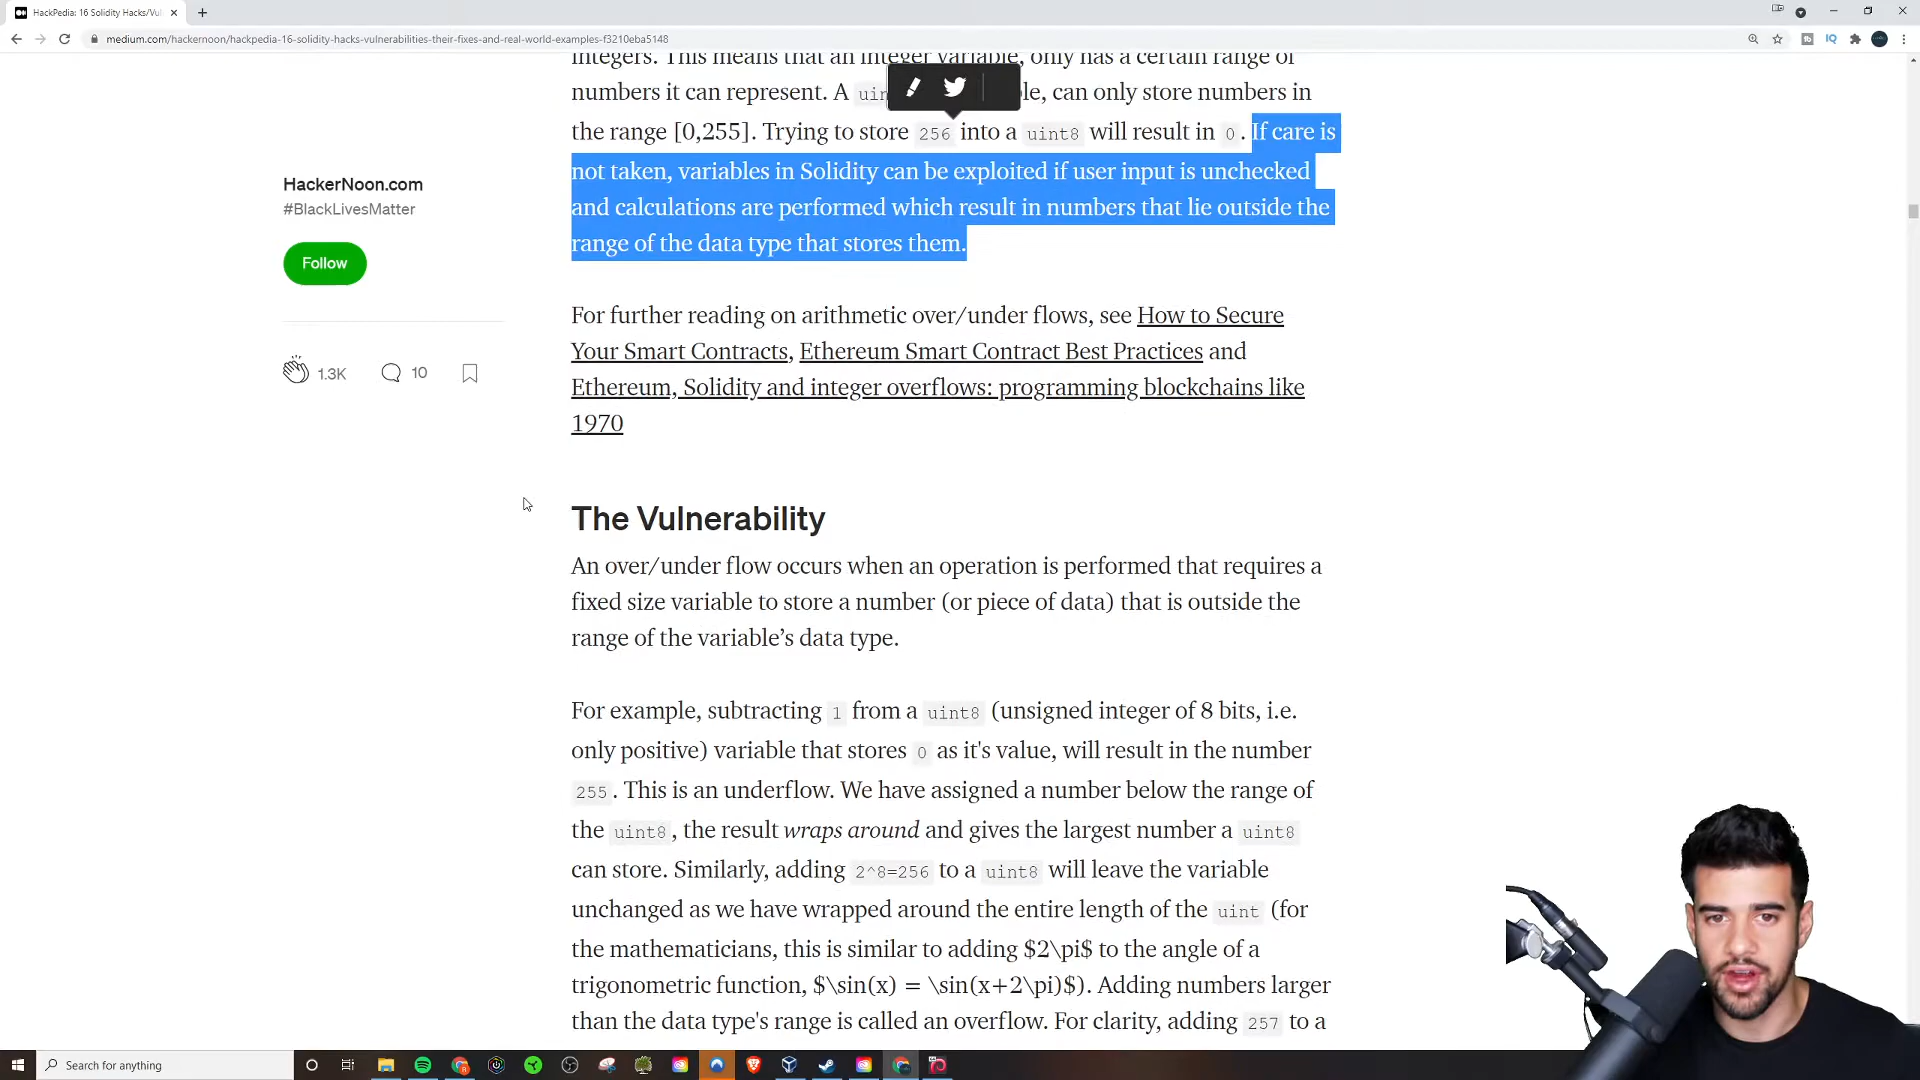 HackPedia: 16 Solidity Hacks/Vul
medium.com/hackernoon/hackpedia-16-solidity-hacks-vulnerabilities-their-fixes-and-real-world-examples-f3210eba5148
integers. This means that an integer variable, only has a certain range of
numbers it can represent. A uin le, can only store numbers in
the range [0,255]. Trying to store 256 into a uint8 will result in 0. If care is
not taken, variables in Solidity can be exploited if user input is unchecked
and calculations are performed which result in numbers that lie outside the
range of the data type that stores them.
HackerNoon.com
#BlackLivesMatter
Follow
1.3K 10
For further reading on arithmetic over/under flows, see How to Secure
Your Smart Contracts, Ethereum Smart Contract Best Practices and
Ethereum, Solidity and integer overflows: programming blockchains like
1970
The Vulnerability
An over/under flow occurs when an operation is performed that requires a
fixed size variable to store a number (or piece of data) that is outside the
range of the variable's data type.
For example, subtracting 1 from a uint8 (unsigned integer of 8 bits, i.e.
only positive) variable that stores 0 as it's value, will result in the number
255. This is an underflow. We have assigned a number below the range of
the uint8, the result wraps around and gives the largest number a uint8
can store. Similarly, adding 2^8=256 to a uint8 will leave the variable
unchanged as we have wrapped around the entire length of the uint (for
the mathematicians, this is similar to adding $2\pi$ to the angle of a
trigonometric function, $\sin(x) = \sin(x+2\pi)$). Adding numbers larger
than the data type's range is called an overflow. For clarity, adding 257 to a
Search for anything